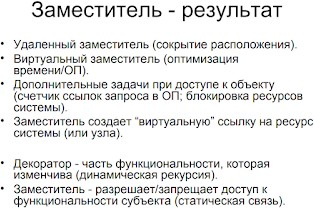 Заместитель - результат
• Удаленный заместитель (сокрытие расположения).
• Виртуальный заместитель (оптимизация
времени/ОП).
• Дополнительные задачи при доступе к объекту
(счетчик ссылок запроса в ОП; блокировка ресурсов
системы).
• Заместитель создает "виртуальную" ссылку на ресурс
системы (или узла).
• Декоратор - часть функциональности, которая
изменчива (динамическая рекурсия).
• Заместитель - разрешает/запрещает доступ к
функциональности субъекта (статическая связь).